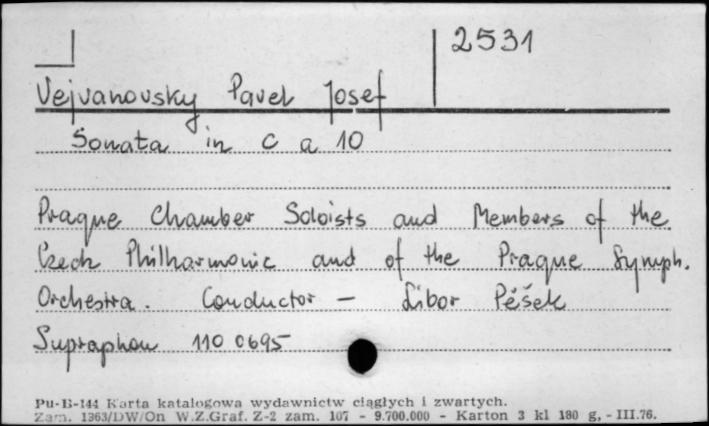 2531
Vejvanovsky Pavel Josef
Sonata in C a 10
Prague Chamber Soloists and Members of the
Czech Philharmonic and of the Prague Symph.
Orchestra. Conductor - Libor Pěšek
Supraphon 110 0695
Pu-B-144 Karta katalogowa wydawnictw ciągłych i zwartych.
Zam. 1363/DW/On W.Z.Graf. Z-2 zam. 107 - 9.700.000 - Karton 3 kl 180 g, - III.76.